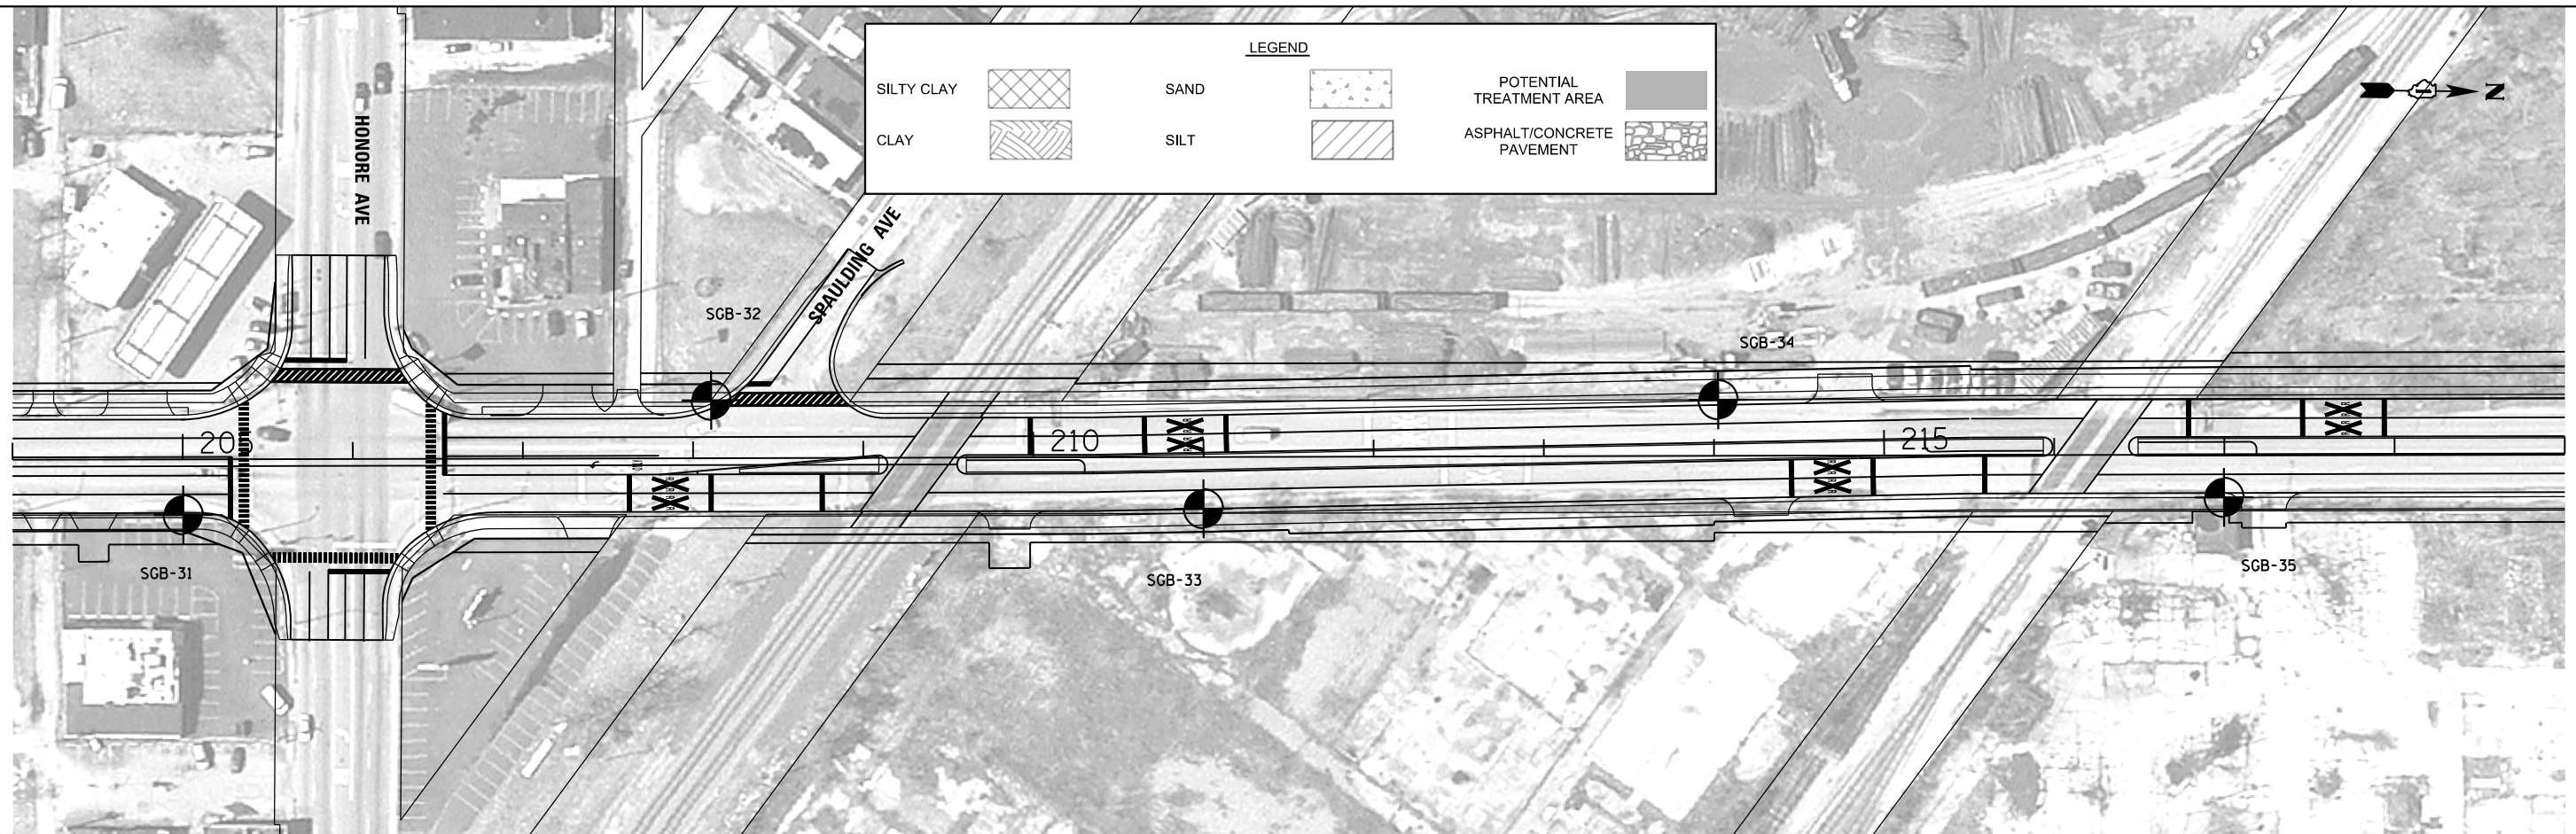 LEGEND
SILTY CLAY
SAND
POTENTIAL
TREATMENT AREA
CLAY
SILT
ASPHALT/CONCRETE
PAVEMENT
N
HONORE AVE
SPAULDING AVE
SGB-32
SGB-34
205
210
215
SGB-31
SGB-33
SGB-35